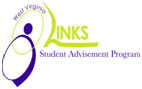 West Virginia
LINKS
Student Advisement Program